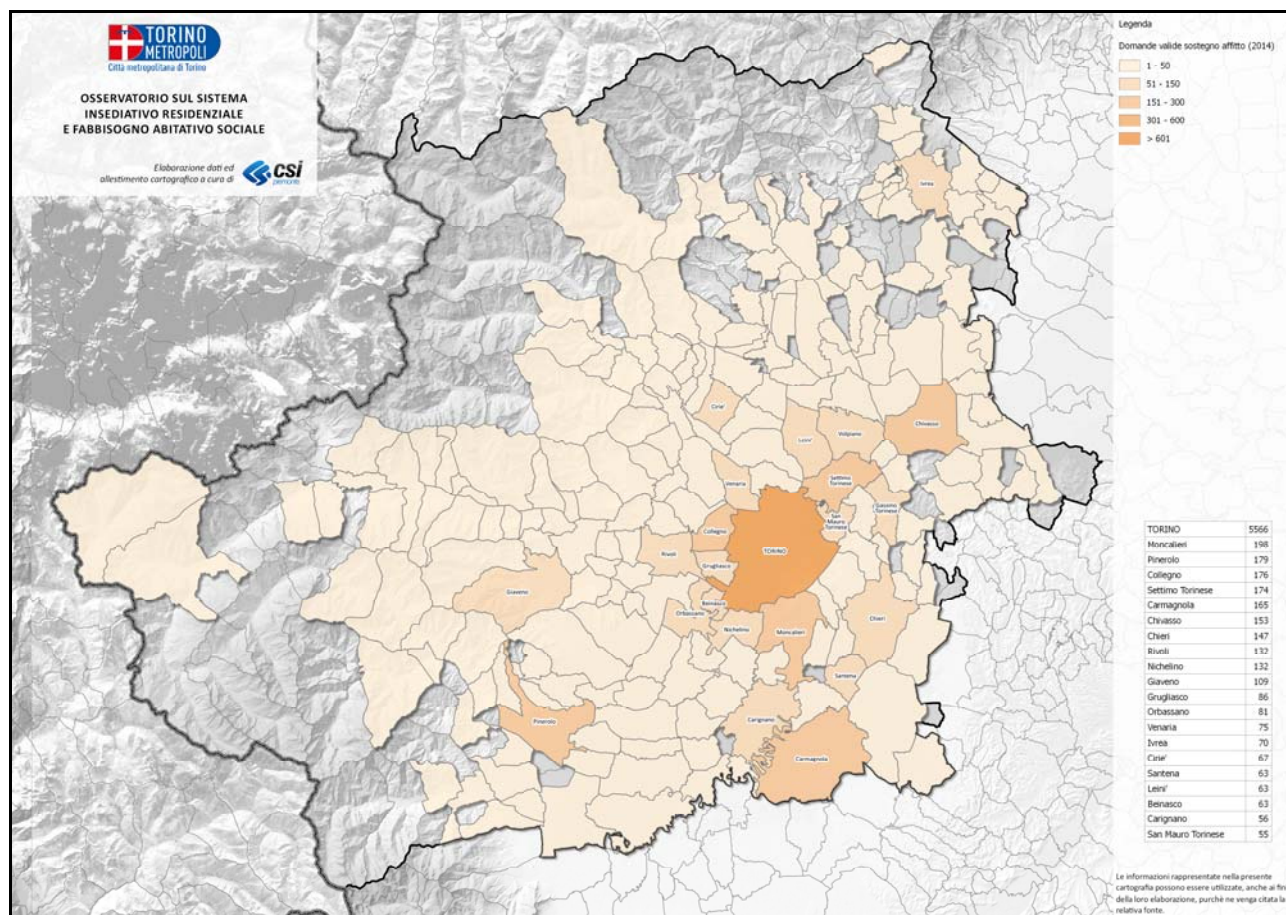 TORINO
METROPOLI
Città metropolitana di Torino
OSSERVATORIO SUL SISTEMA
INSEDIATIVO RESIDENZIALE
E FABBISOGNO ABITATIVO SOCIALE
Elaborazione dati ed
allestimento cartografico a cura di
csi
piemonte
Legenda
Domande valide sostegno affitto (2014)
1 - 50
51 - 150
151 - 300
301 - 600
> 601
Ivrea
Cirie'
Leini'
Volpiano
Chivasso
Venaria
Settimo
Torinese
San
Mauro
Torinese
Gassino
Torinese
Collegno
Rivoli
Grugliasco
TORINO
Giaveno
Beinasco
Orbassano
Nichelino
Moncalieri
Chieri
Santena
Pinerolo
Carignano
Carmagnola
TORINO 5566
Moncalieri 198
Pinerolo 179
Collegno 176
Settimo Torinese 174
Carmagnola 165
Chivasso 153
Chieri 147
Rivoli 132
Nichelino 132
Giaveno 109
Grugliasco 86
Orbassano 81
Venaria 75
Ivrea 70
Cirie' 67
Santena 63
Leini' 63
Beinasco 63
Carignano 56
San Mauro Torinese 55
Le informazioni rappresentate nella presente
cartografia possono essere utilizzate, anche ai fin
della loro elaborazione, purchè ne venga citata la
relativa fonte.